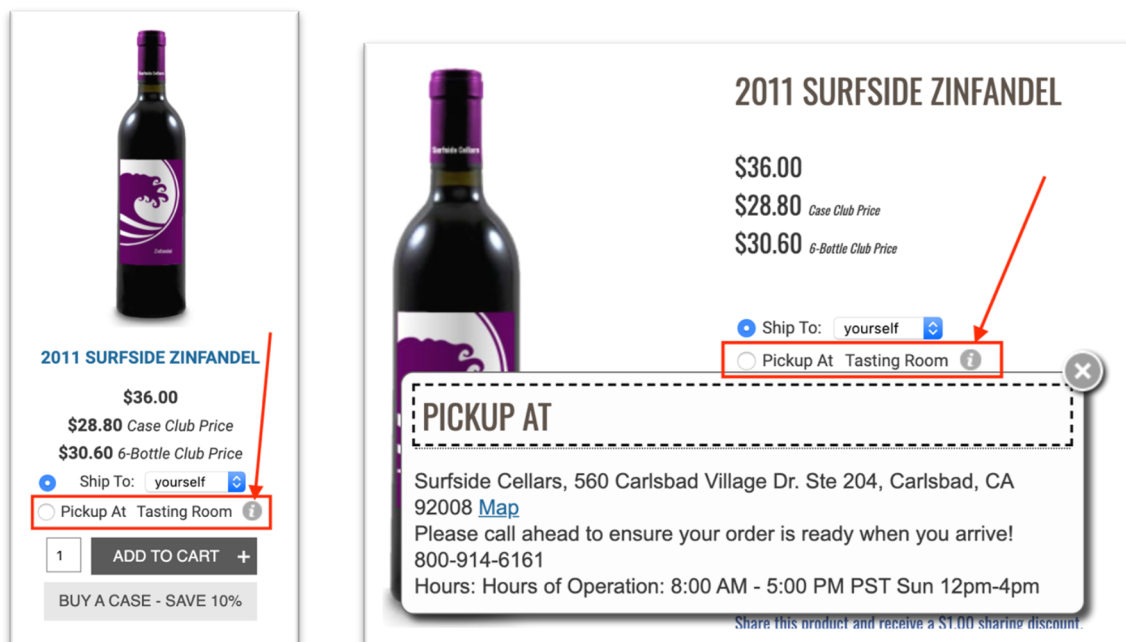 Surfside Cellars
Zinfandel
2011 SURFSIDE ZINFANDEL
$36.00
$28.80 Case Club Price
$30.60 6-Bottle Club Price
Ship To: yourself
Pickup At Tasting Room i
1 ADD TO CART +
BUY A CASE - SAVE 10%
Surfside Cellars
2011 SURFSIDE ZINFANDEL
$36.00
$28.80 Case Club Price
$30.60 6-Bottle Club Price
Ship To: yourself
Pickup At Tasting Room i
PICKUP AT
Surfside Cellars, 560 Carlsbad Village Dr. Ste 204, Carlsbad, CA
92008 Map
Please call ahead to ensure your order is ready when you arrive!
800-914-6161
Hours: Hours of Operation: 8:00 AM - 5:00 PM PST Sun 12pm-4pm
Share this product and receive a $1.00 sharing discount.